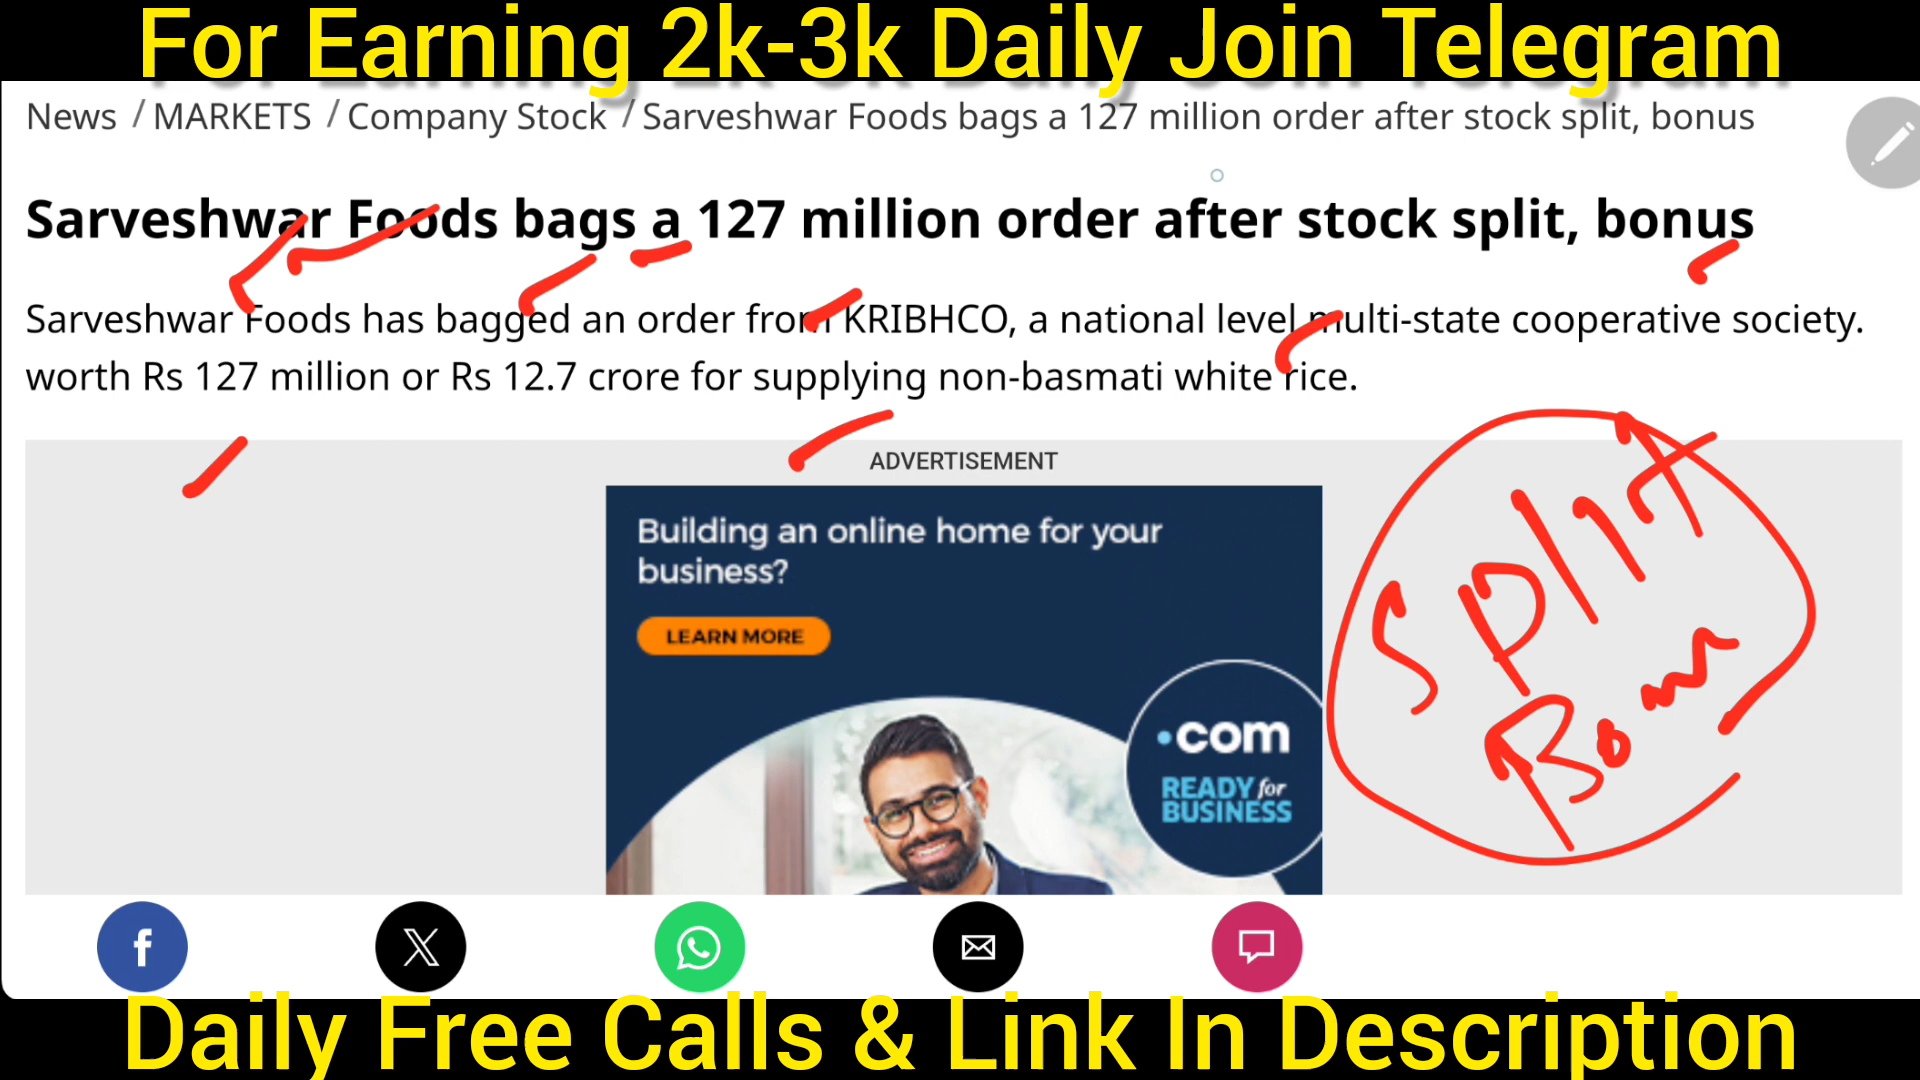 For Earning 2k-3k Daily Join Telegram
News / MARKETS / Company Stock / Sarveshwar Foods bags a 127 million order after stock split, bonus
Sarveshwar Foods bags a 127 million order after stock split, bonus
Sarveshwar Foods has bagged an order from KRIBHCO, a national level multi-state cooperative society.
worth Rs 127 million or Rs 12.7 crore for supplying non-basmati white rice.
ADVERTISEMENT
Building an online home for your
business?
LEARN MORE
.com
READY for
BUSINESS
Split
Daily Free Calls & Link In Description